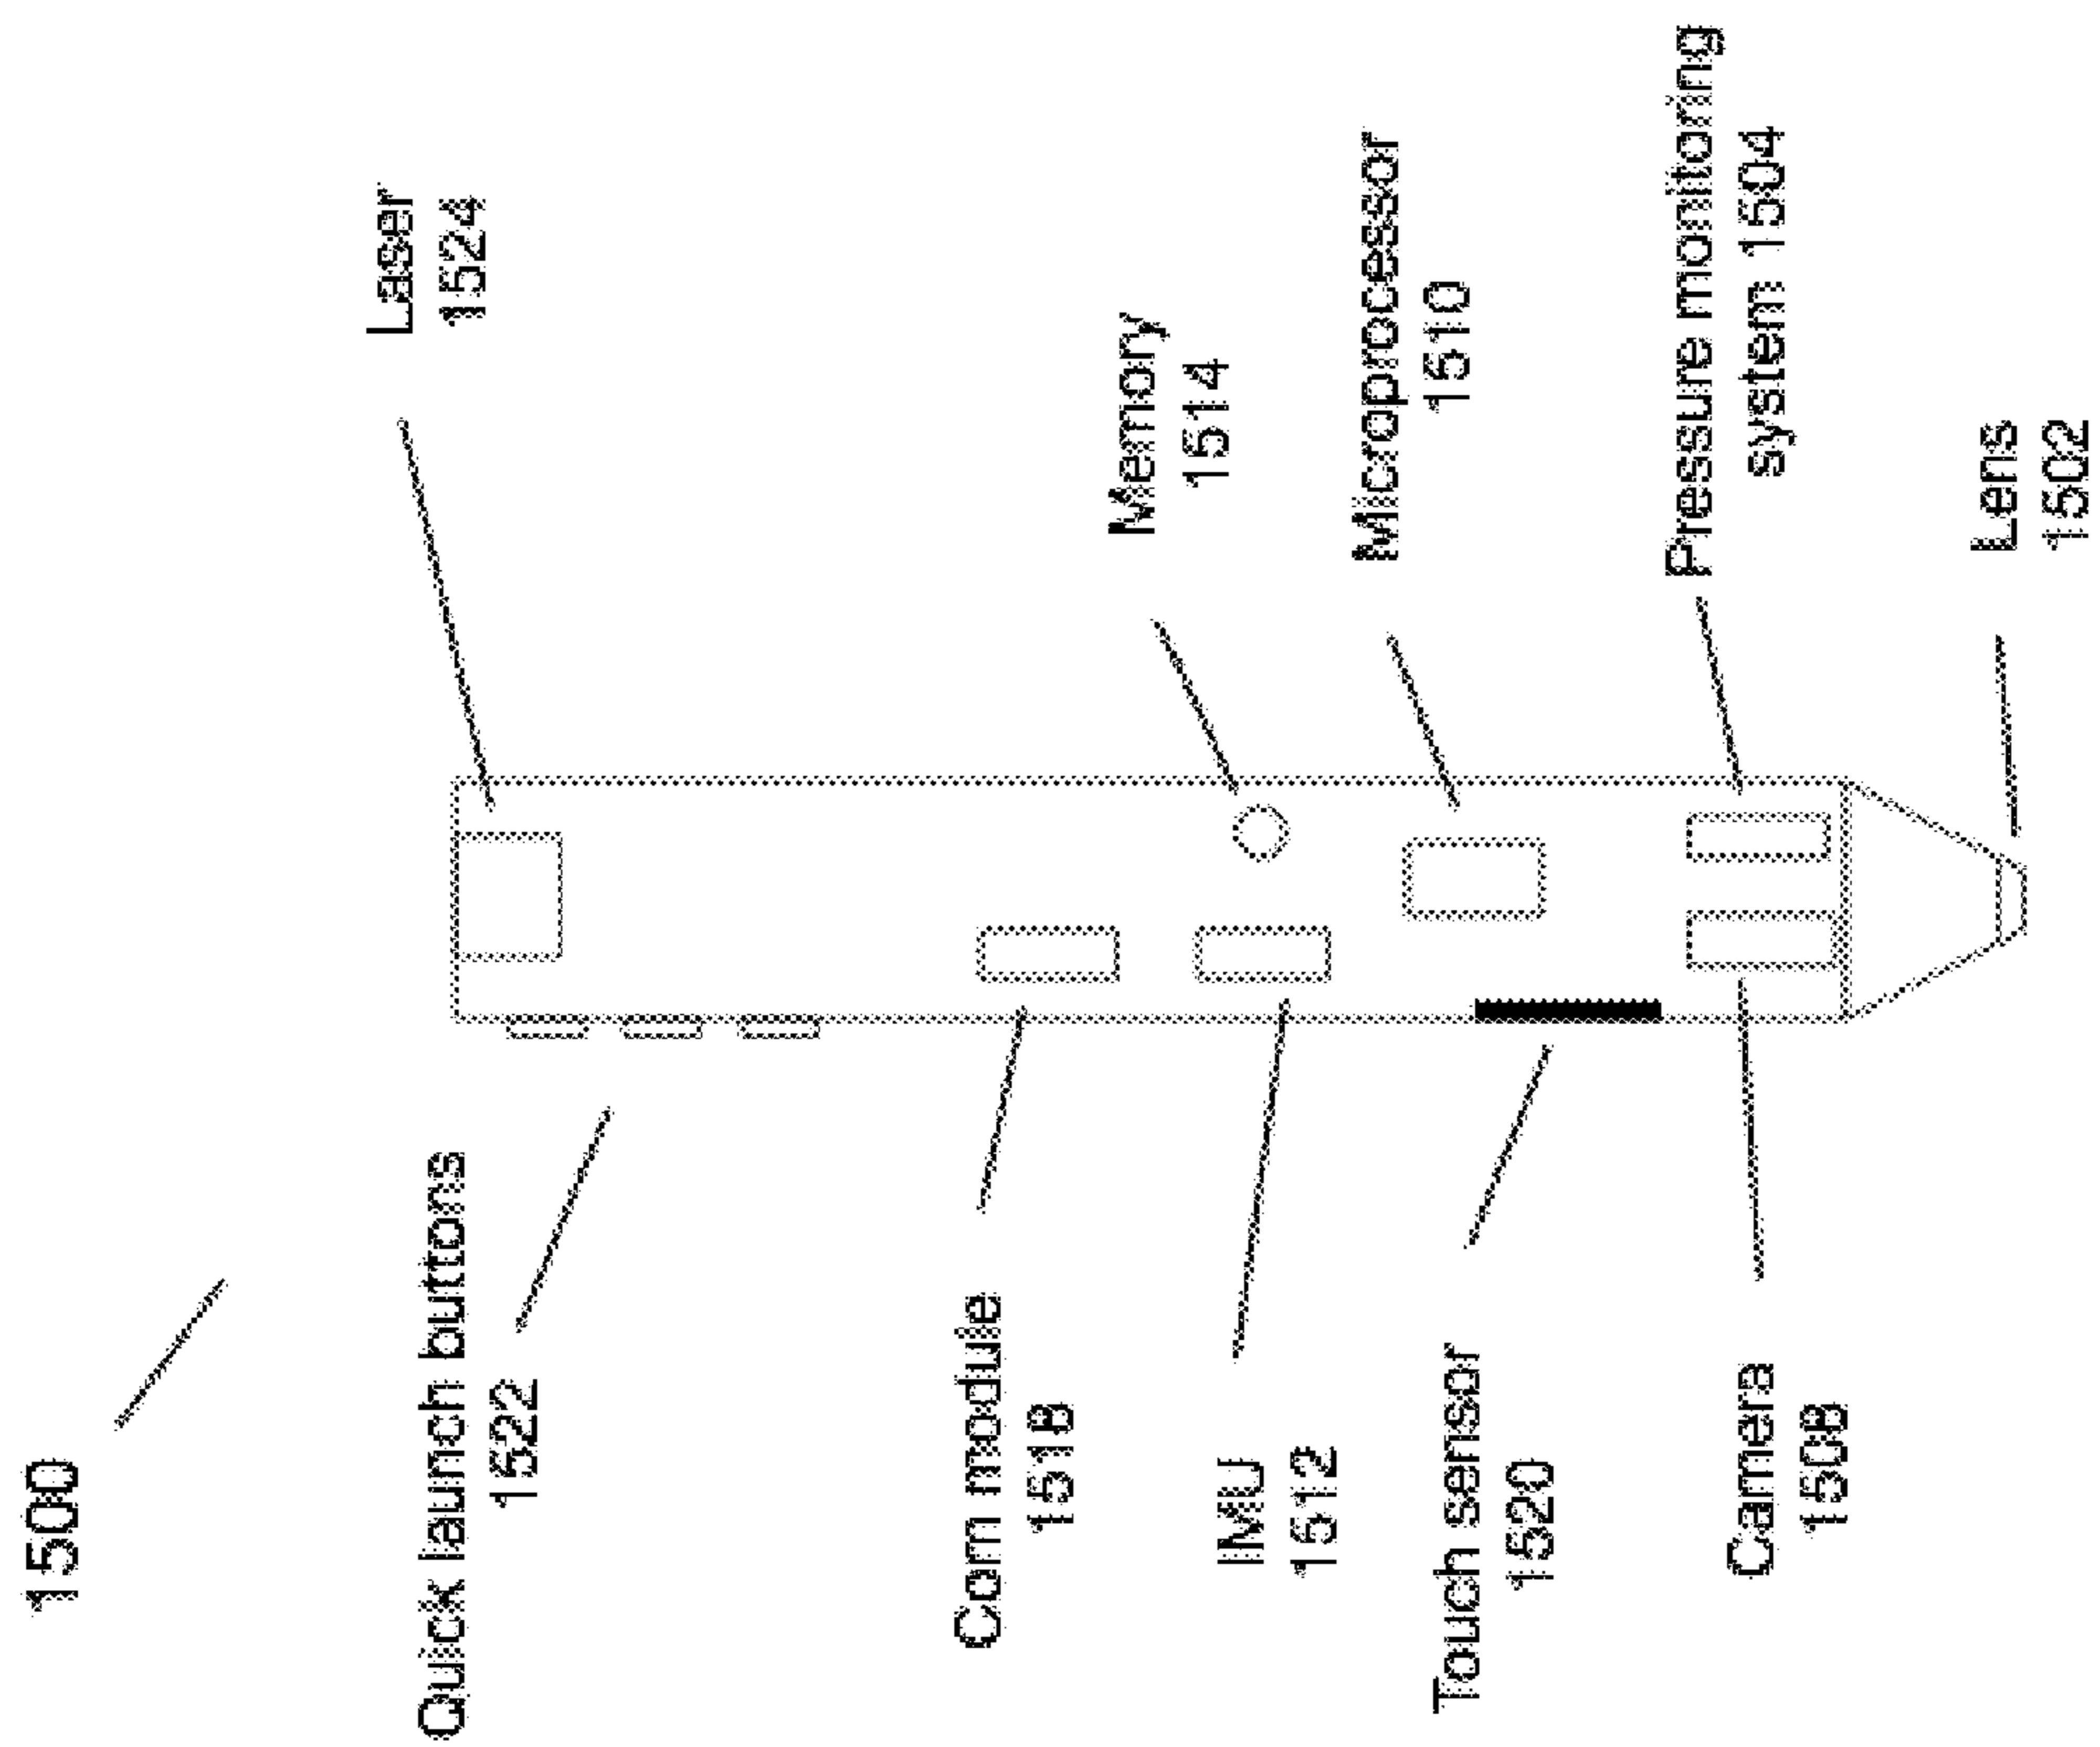 1500
Quick launch buttons
1522
Laser
1524
Com module
1518
Memory
1514
IMU
1512
Microprocessor
1510
Touch sensor
1520
Pressure monitoring
system 1504
Camera
1508
Lens
1502